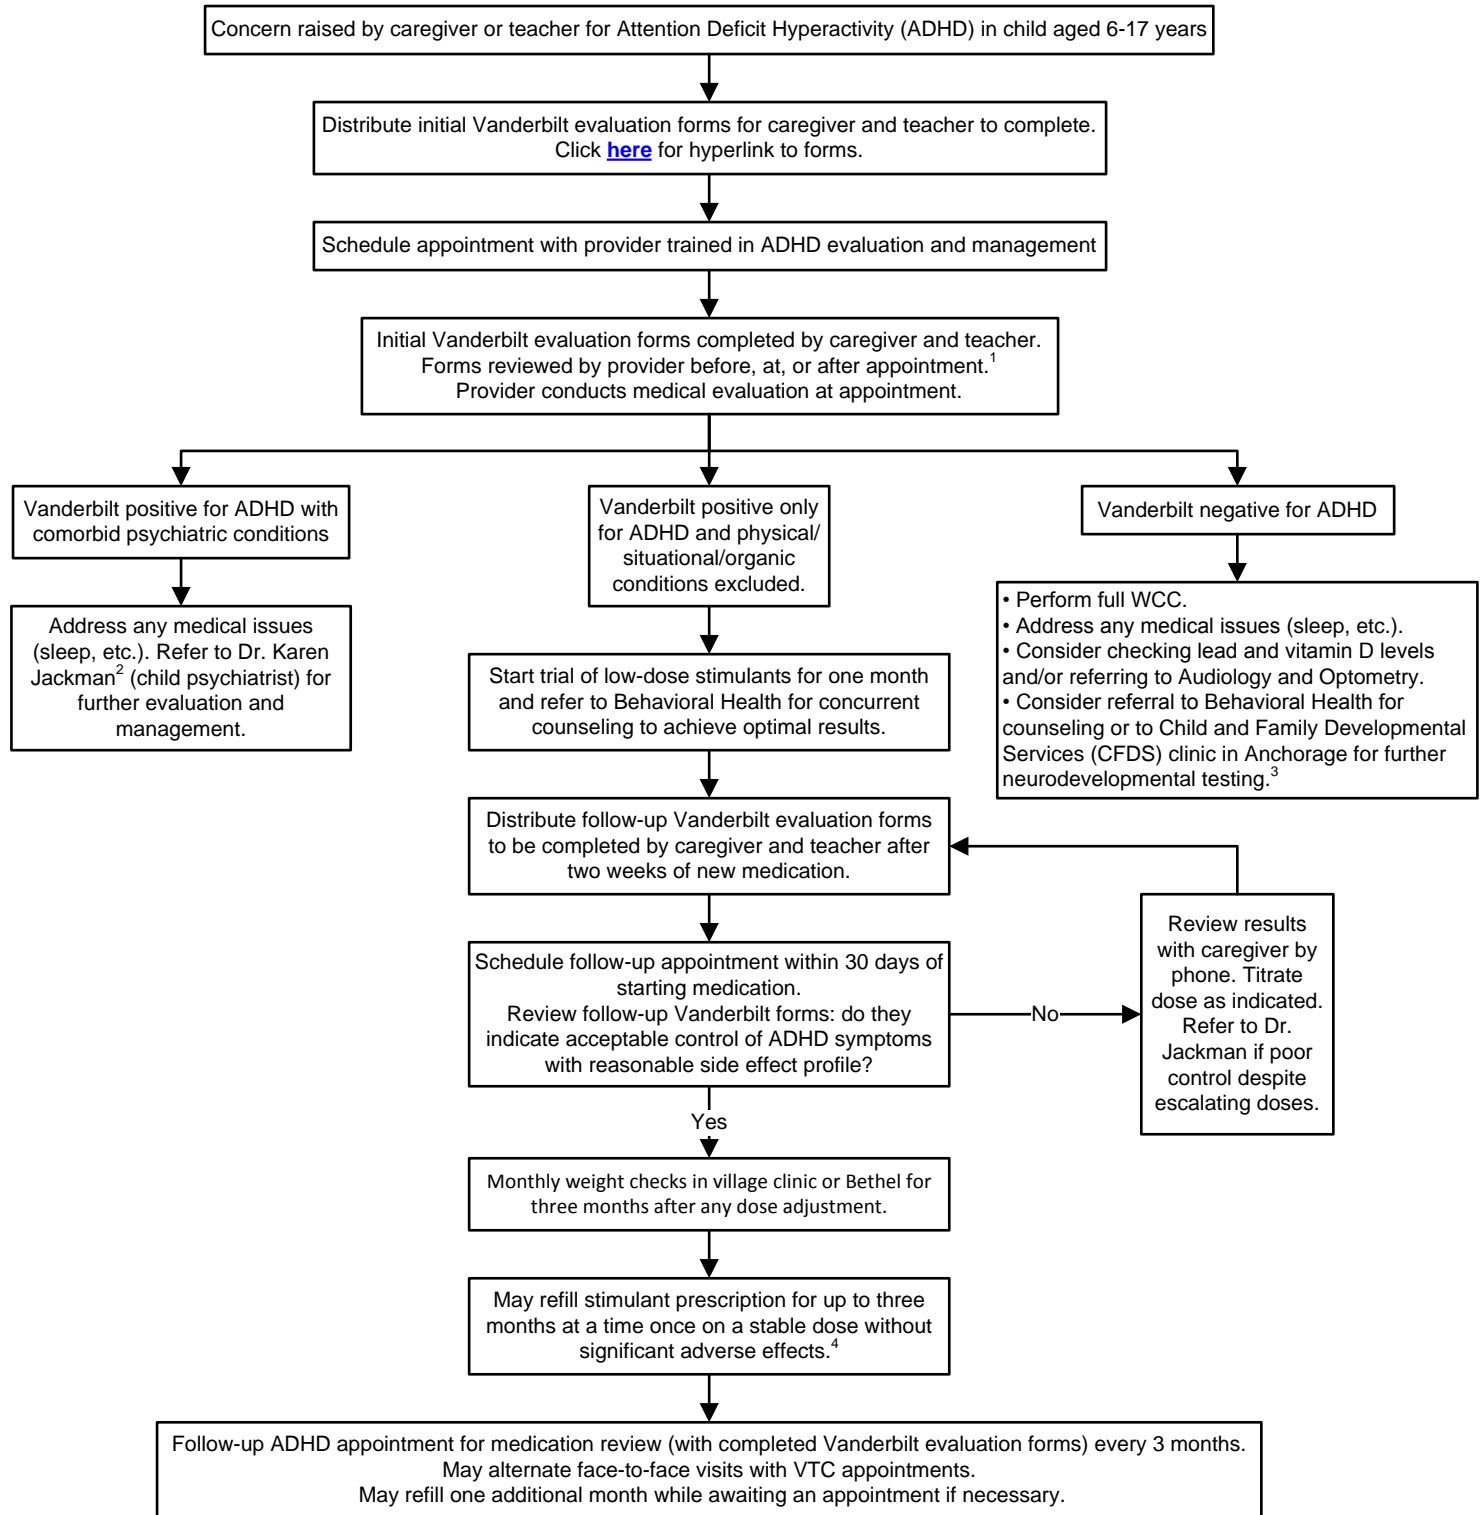 Concern raised by caregiver or teacher for Attention Deficit Hyperactivity (ADHD) in child aged 6-17 years
Distribute initial Vanderbilt evaluation forms for caregiver and teacher to complete.
Click here for hyperlink to forms.
Schedule appointment with provider trained in ADHD evaluation and management
Initial Vanderbilt evaluation forms completed by caregiver and teacher.
Forms reviewed by provider before, at, or after appointment.1
Provider conducts medical evaluation at appointment.
Vanderbilt positive for ADHD with
comorbid psychiatric conditions
Address any medical issues
(sleep, etc.). Refer to Dr. Karen
Jackman2 (child psychiatrist) for
further evaluation and
management.
Vanderbilt positive only
for ADHD and physical/
situational/organic
conditions excluded.
Vanderbilt negative for ADHD
• Perform full WCC.
• Address any medical issues (sleep, etc.).
• Consider checking lead and vitamin D levels
and/or referring to Audiology and Optometry.
• Consider referral to Behavioral Health for
counseling or to Child and Family Developmental
Services (CFDS) clinic in Anchorage for further
neurodevelopmental testing.3
Start trial of low-dose stimulants for one month
and refer to Behavioral Health for concurrent
counseling to achieve optimal results.
Distribute follow-up Vanderbilt evaluation forms
to be completed by caregiver and teacher after
two weeks of new medication.
Schedule follow-up appointment within 30 days of
starting medication.
Review follow-up Vanderbilt forms: do they
indicate acceptable control of ADHD symptoms
with reasonable side effect profile?
No
Review results
with caregiver by
phone. Titrate
dose as indicated.
Refer to Dr.
Jackman if poor
control despite
escalating doses.
Yes
Monthly weight checks in village clinic or Bethel for
three months after any dose adjustment.
May refill stimulant prescription for up to three
months at a time once on a stable dose without
significant adverse effects.4
Follow-up ADHD appointment for medication review (with completed Vanderbilt evaluation forms) every 3 months.
May alternate face-to-face visits with VTC appointments.
May refill one additional month while awaiting an appointment if necessary.